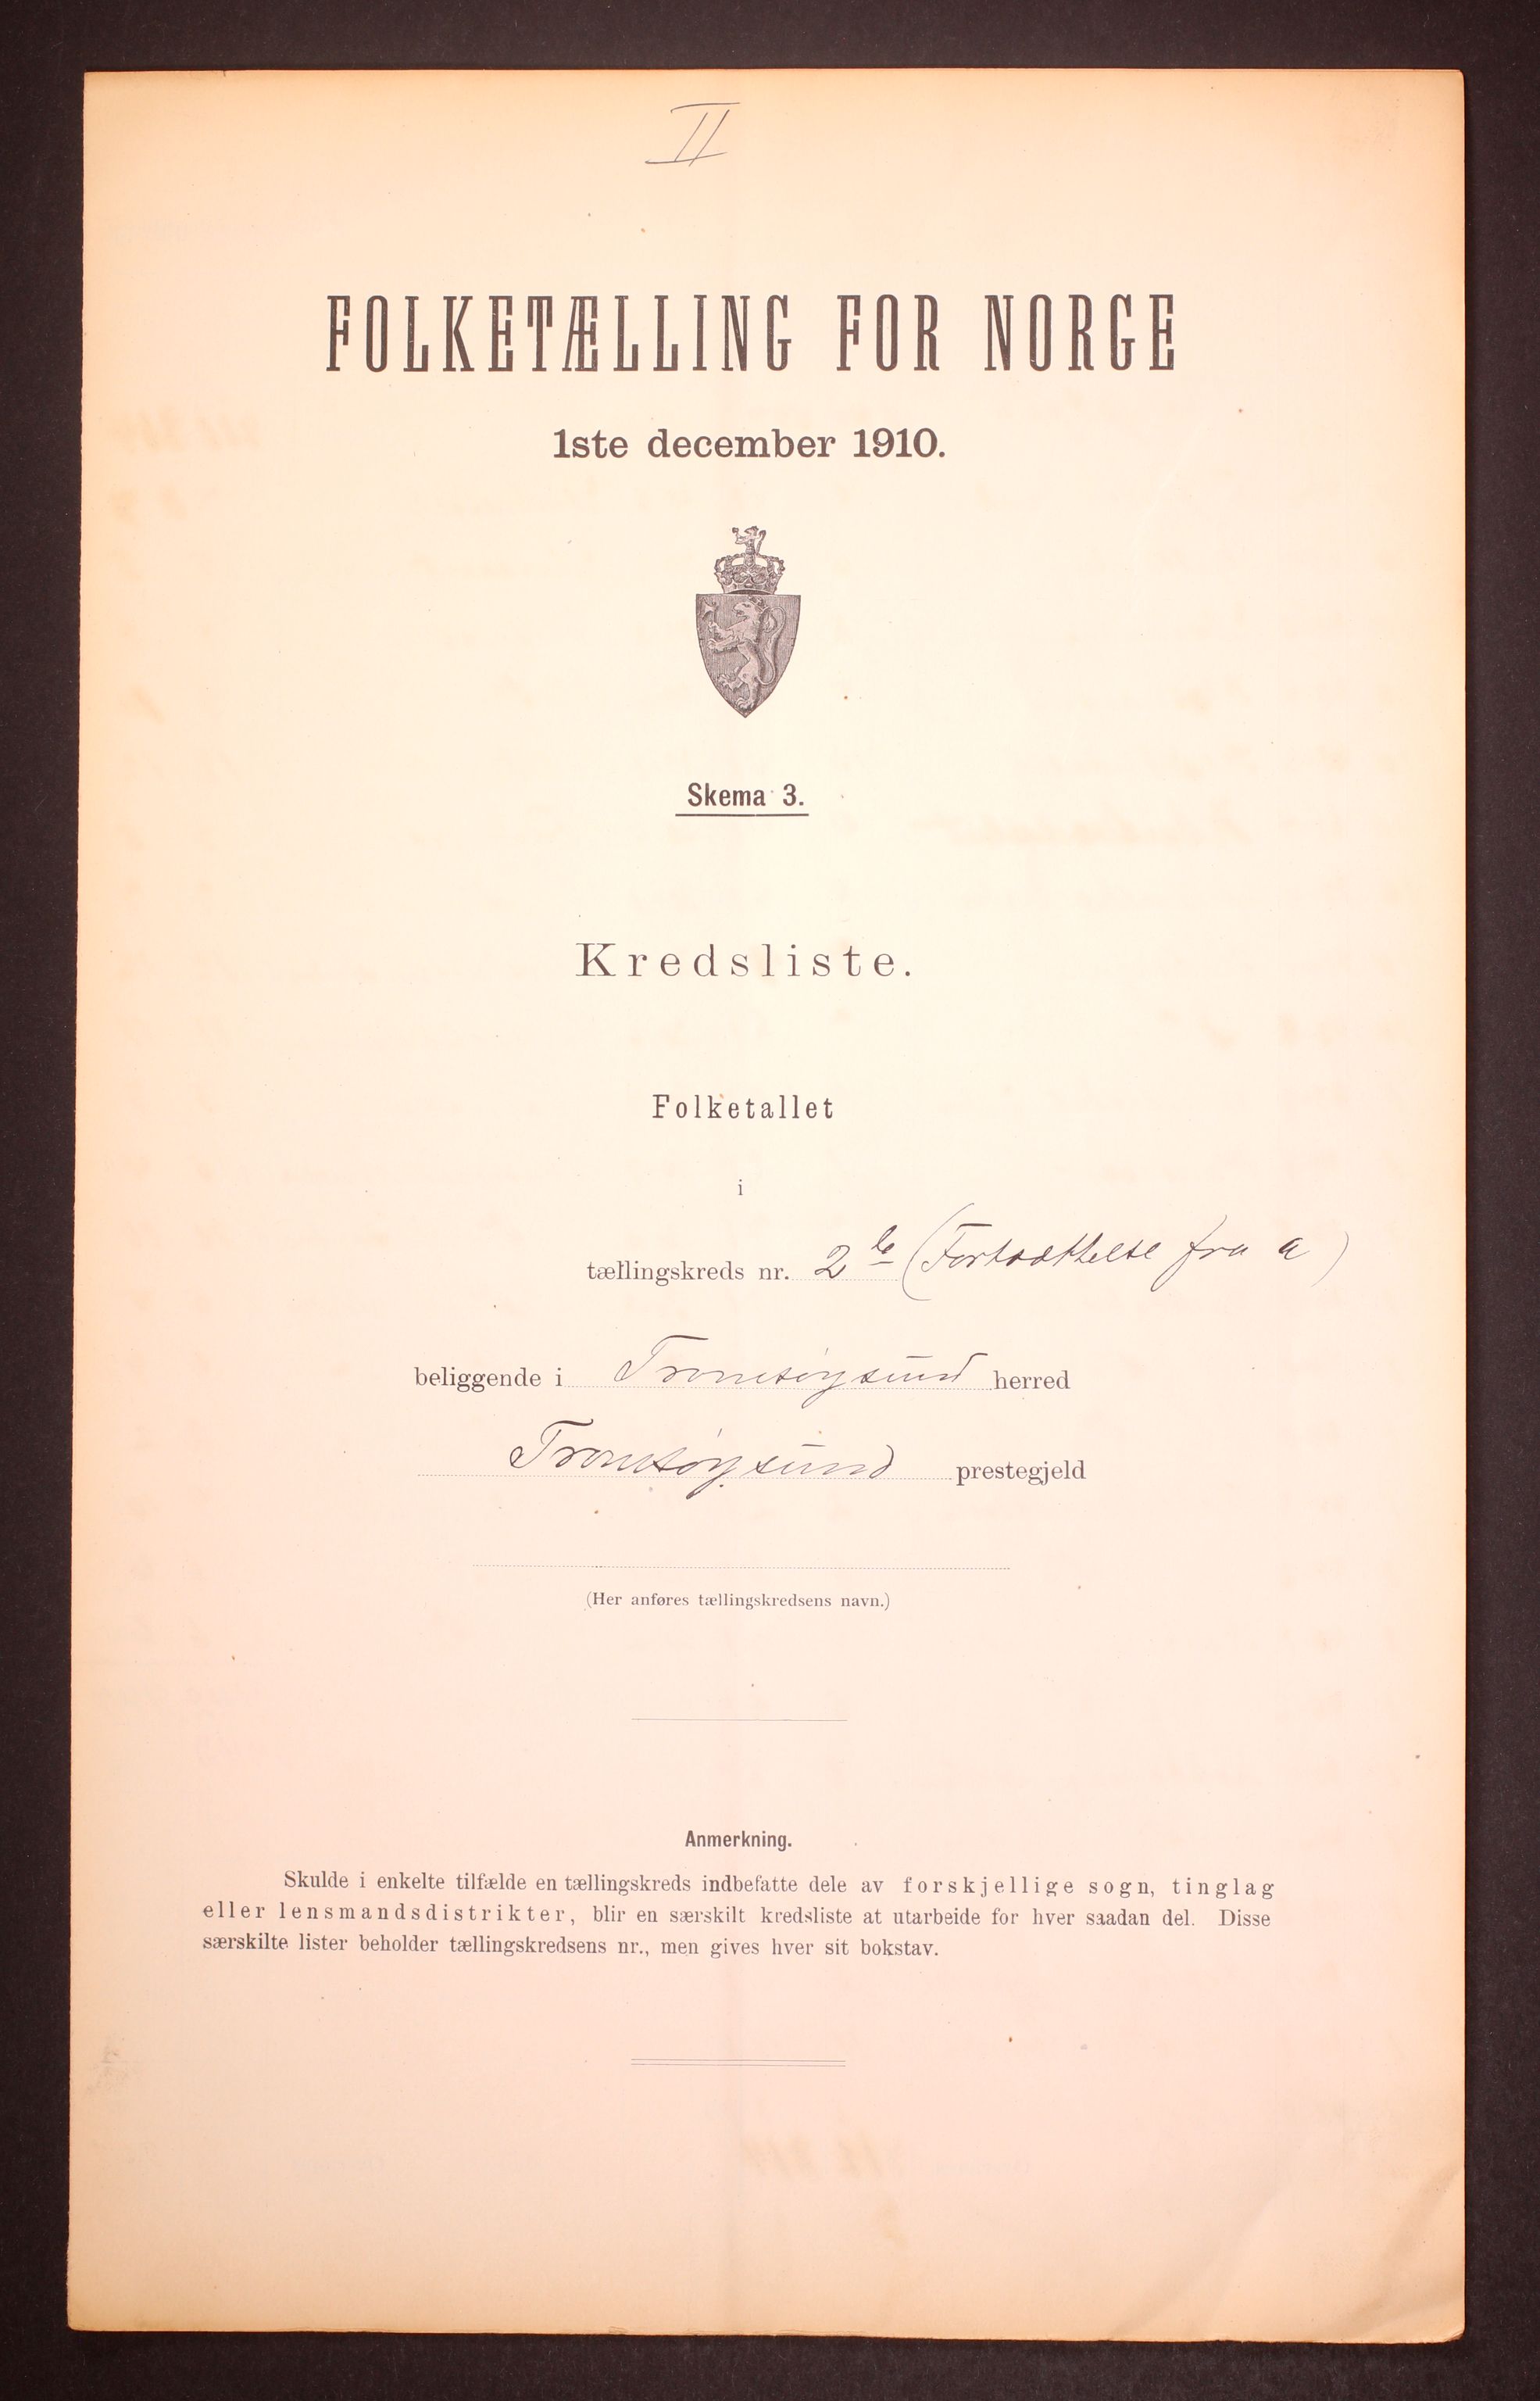 II
FOLKETÆLLING FOR NORGE
1ste december 1910.
Skema 3.
Kredsliste.
Folketallet
i
tællingskreds nr. 2 b (Fortsættelse fra a)
beliggende i Tromsøysund herred
Tromsøysund prestegjeld
(Her anføres tællingskredsens navn.)
Anmerkning.
Skulde i enkelte tilfælde en tællingskreds indbefatte dele av forskjellige sogn, tinglag
eller lensmandsdistrikter, blir en særskilt kredsliste at utarbeide for hver saadan del. Disse
særskilte lister beholder tællingskredsens nr., men gives hver sit bokstav.